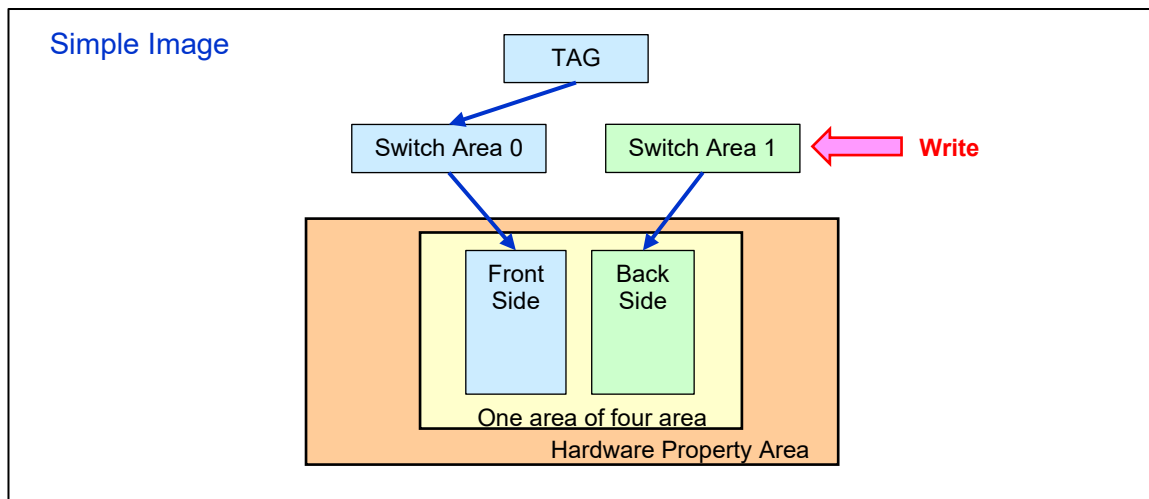 Simple Image
TAG
Switch Area 0
Switch Area 1
Write
Front
Side
Back
Side
One area of four area
Hardware Property Area